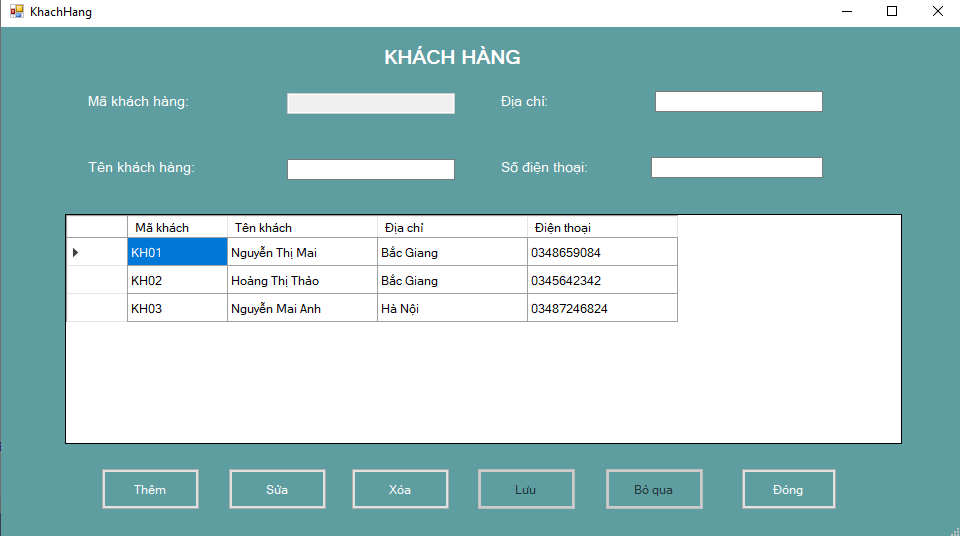 KhachHang
KHÁCH HÀNG
Mã khách hàng: Địa chỉ:
Tên khách hàng: Số điện thoại:
Mã khách Tên khách Địa chỉ Điện thoại
KH01 Nguyễn Thị Mai Bắc Giang 0348659084
KH02 Hoàng Thị Thảo Bắc Giang 0345642342
KH03 Nguyễn Mai Anh Hà Nội 03487246824
Thêm Sửa Xóa Lưu Bỏ qua Đóng